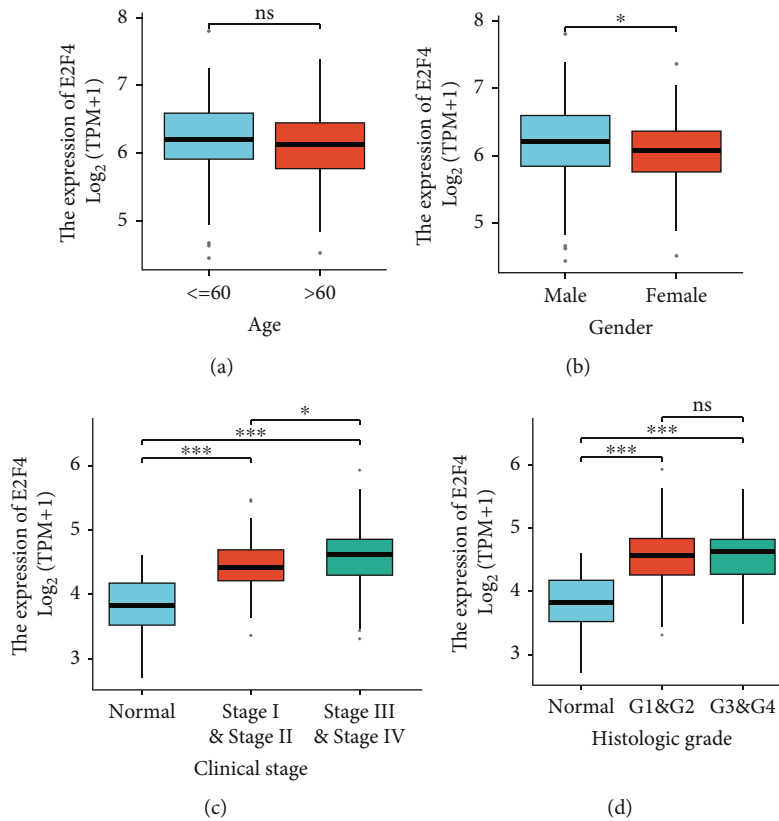 The expression of E2F4
Log₂ (TPM+1)
8
7
6
5
ns
<=60
>60
Age
(a)
The expression of E2F4
Log₂ (TPM+1)
8
7
6
5
*
Male
Female
Gender
(b)
The expression of E2F4
Log₂ (TPM+1)
6
5
4
3
*
***
***
Normal
Stage I
& Stage II
Stage III
& Stage IV
Clinical stage
(c)
The expression of E2F4
Log₂ (TPM+1)
6
5
4
3
ns
***
***
Normal
G1&G2
G3&G4
Histologic grade
(d)